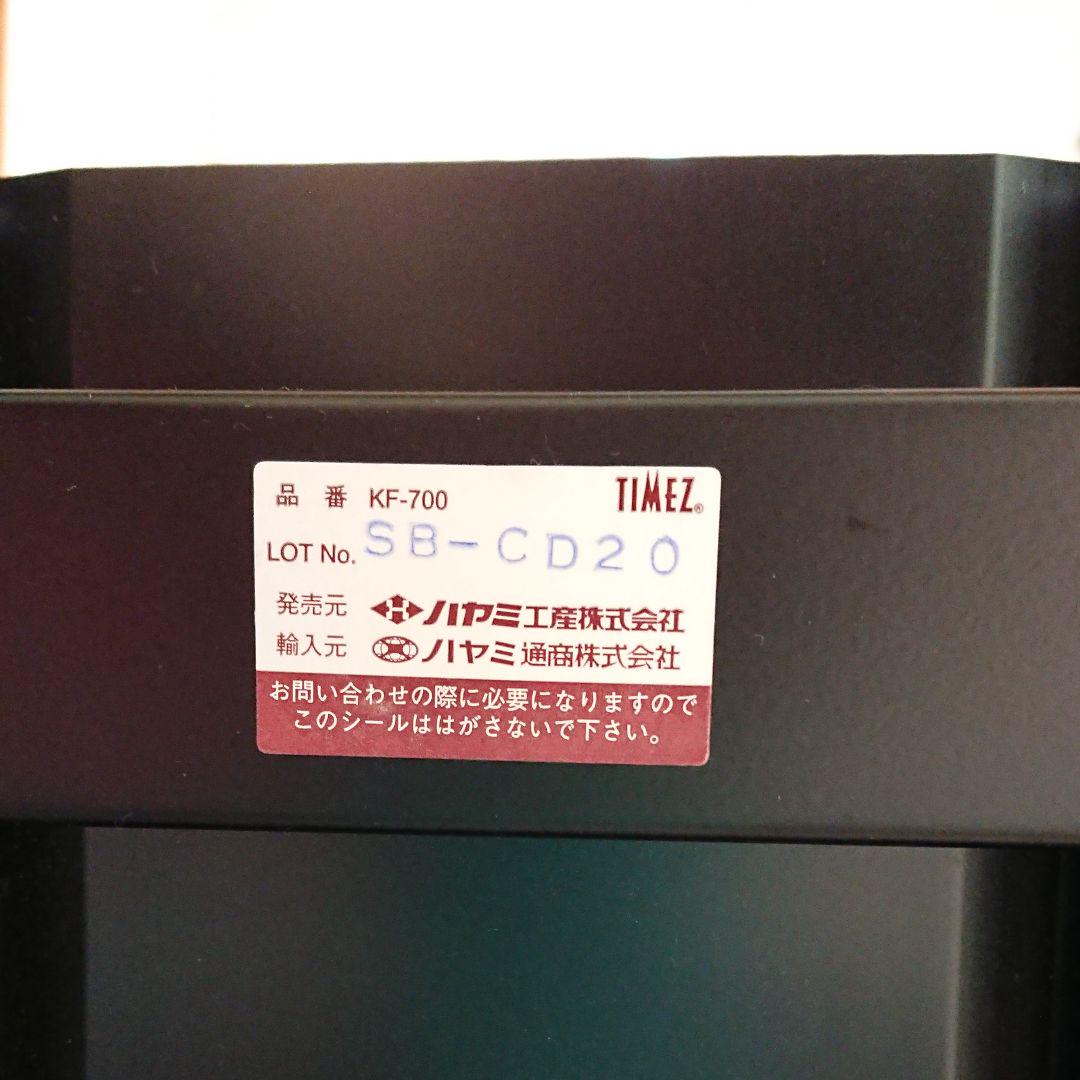 品 番 KF-700 TIMEZ®
LOT No. SB-CD20
発売元 H ハヤミ工産株式会社
輸入元 ハヤミ通商株式会社
お問い合わせの際に必要になりますので
このシールははがさないで下さい。